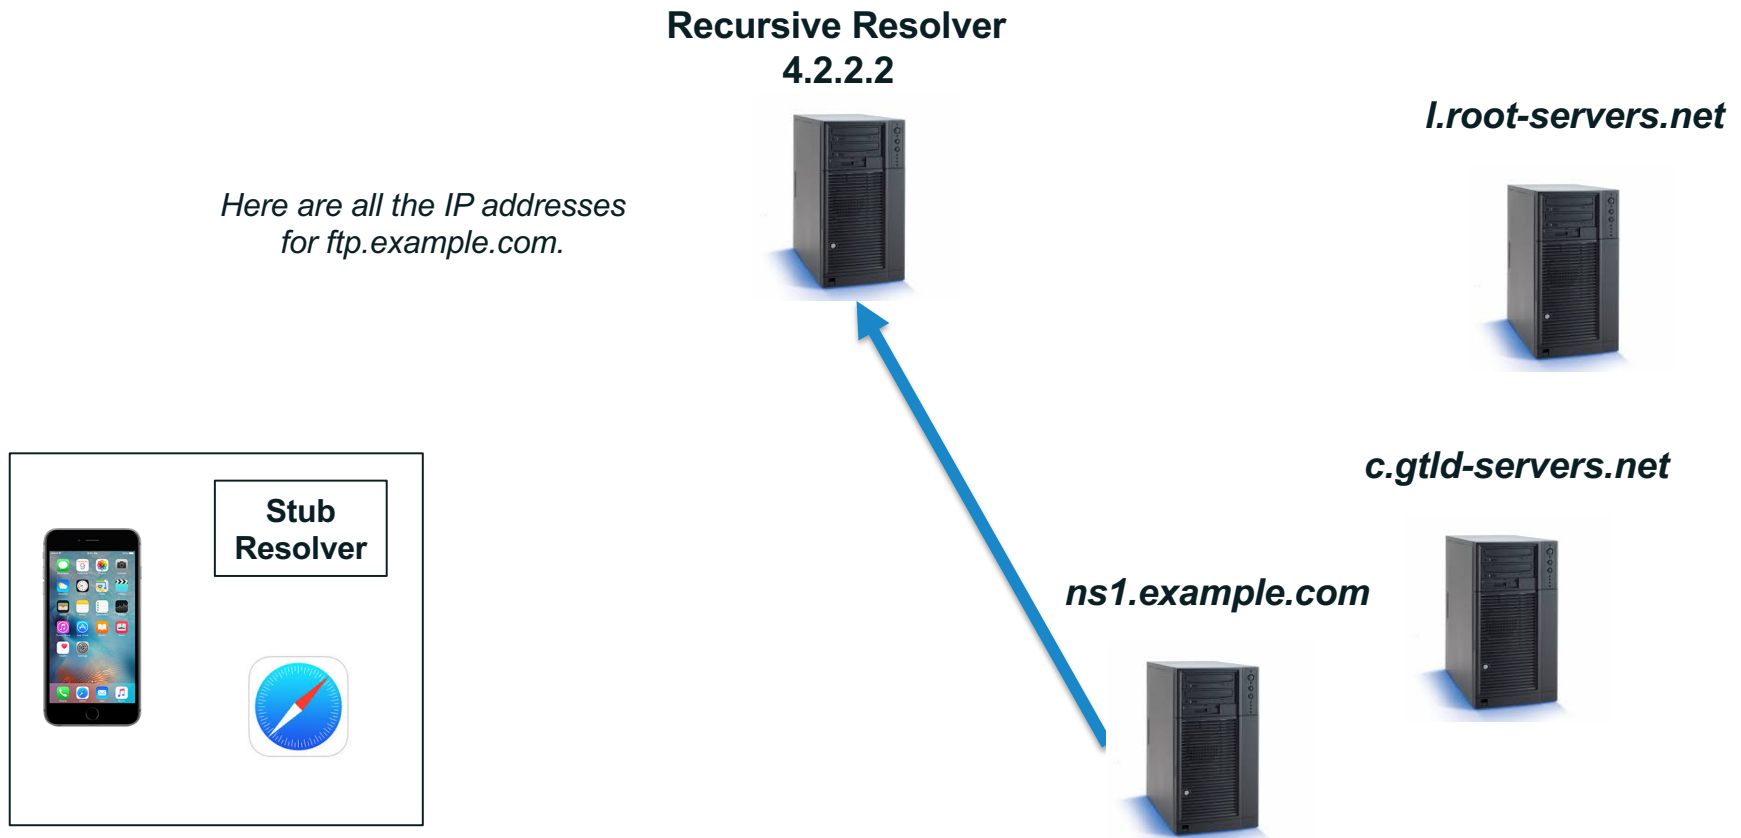 Recursive Resolver
4.2.2.2
l.root-servers.net
Here are all the IP addresses
for ftp.example.com.
c.gtld-servers.net
Stub
Resolver
ns1.example.com